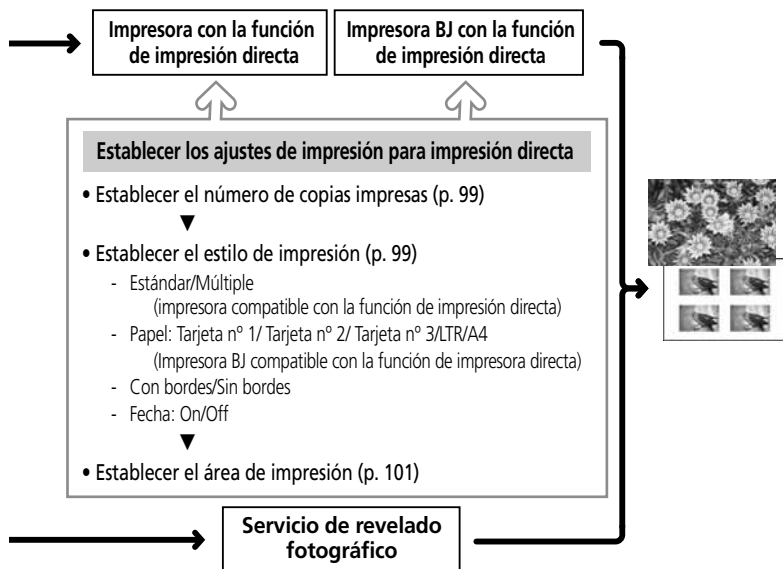 Impresora con la función
de impresión directa
Impresora BJ con la función
de impresión directa
Establecer los ajustes de impresión para impresión directa
• Establecer el número de copias impresas (p. 99)
▼
• Establecer el estilo de impresión (p. 99)
- Estándar/Múltiple
(impresora compatible con la función de impresión directa)
- Papel: Tarjeta nº 1/ Tarjeta nº 2/ Tarjeta nº 3/LTR/A4
(Impresora BJ compatible con la función de impresora directa)
- Con bordes/Sin bordes
- Fecha: On/Off
▼
• Establecer el área de impresión (p. 101)
Servicio de revelado
fotográfico